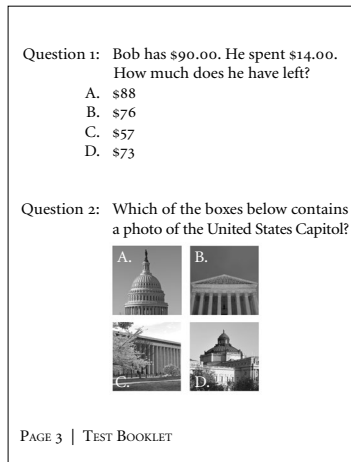 Question 1: Bob has $90.00. He spent $14.00.
How much does he have left?
A. $88
B. $76
C. $57
D. $73
Question 2: Which of the boxes below contains
a photo of the United States Capitol?
A. B.
C. D.
PAGE 3 | TEST BOOKLET